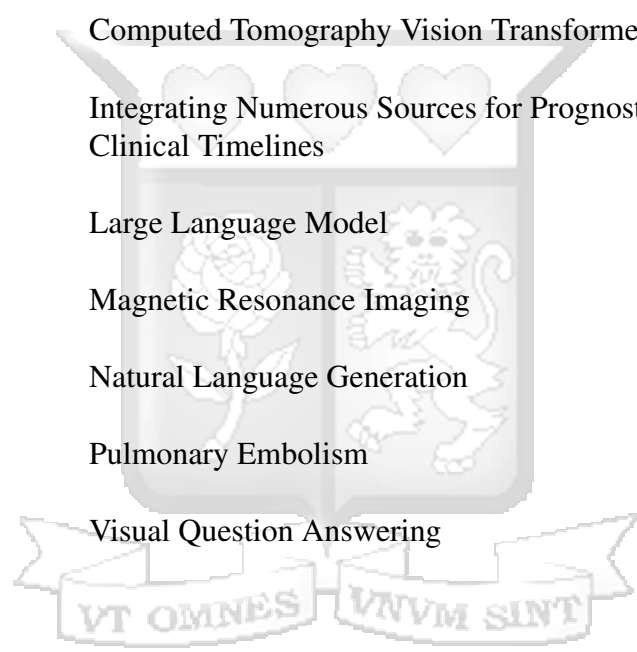 Computed Tomography Vision Transforme
Integrating Numerous Sources for Prognost
Clinical Timelines
Large Language Model
Magnetic Resonance Imaging
Natural Language Generation
Pulmonary Embolism
Visual Question Answering
VT OMNES VNVM SINT